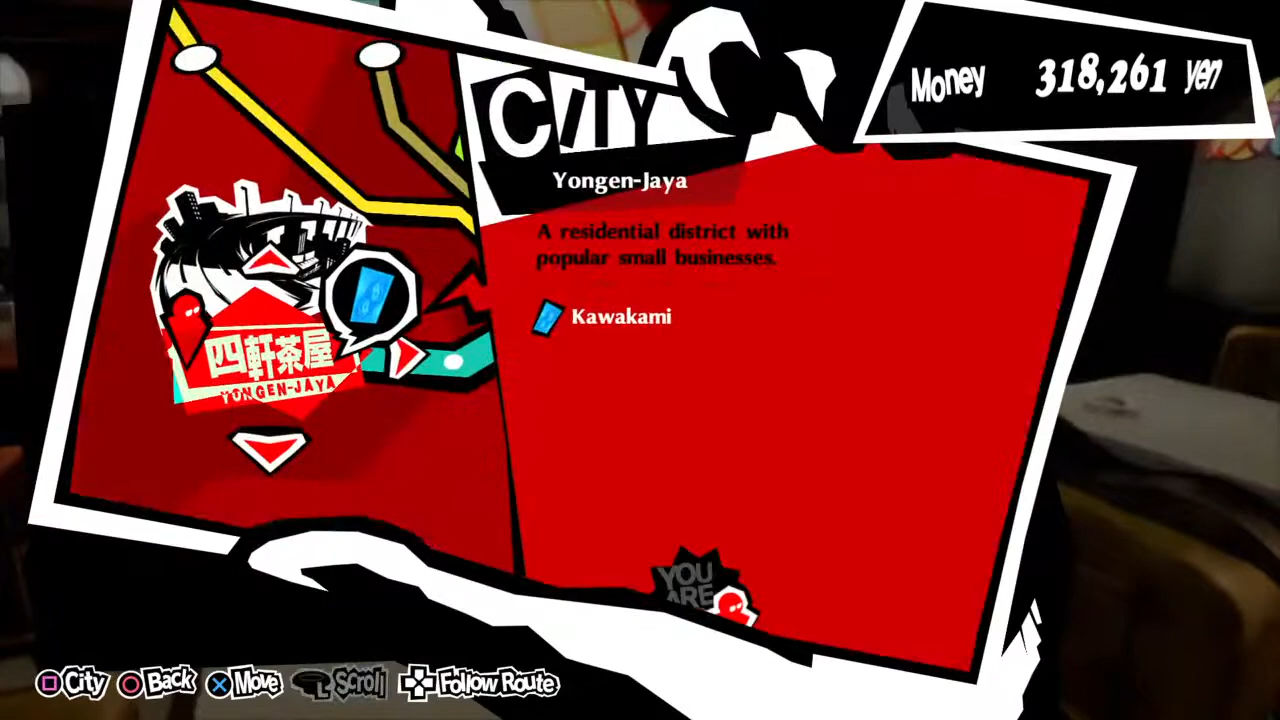 CITY
Money 318,261 yen
Yongen-Jaya
A residential district with
popular small businesses.
Kawakami
四軒茶屋
YONGEN-JAYA
YOU
ARE
City Back Move L Scroll Follow Route